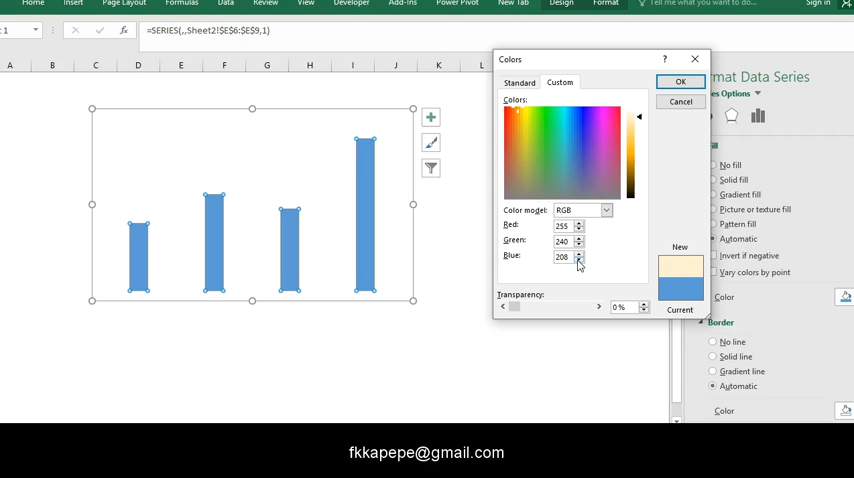 Home Insert Page Layout Formulas Data Review View Developer Add-Ins Power Pivot New Tab Design Format Tell me what you want to do... Sign in
1 fx =SERIES(,,Sheet2!$E$6:$E$9,1)
A B C D E F G H I J K L
Colors ? ×
Standard Custom OK
Cancel
Colors:
Color model: RGB
Red: 255
Green: 240
Blue: 208
New
Current
Transparency:
0 %
rmat Data Series
es Options
ll
No fill
Solid fill
Gradient fill
Picture or texture fill
Pattern fill
Automatic
Invert if negative
Vary colors by point
Color
Border
No line
Solid line
Gradient line
Automatic
Color
fkkapepe@gmail.com